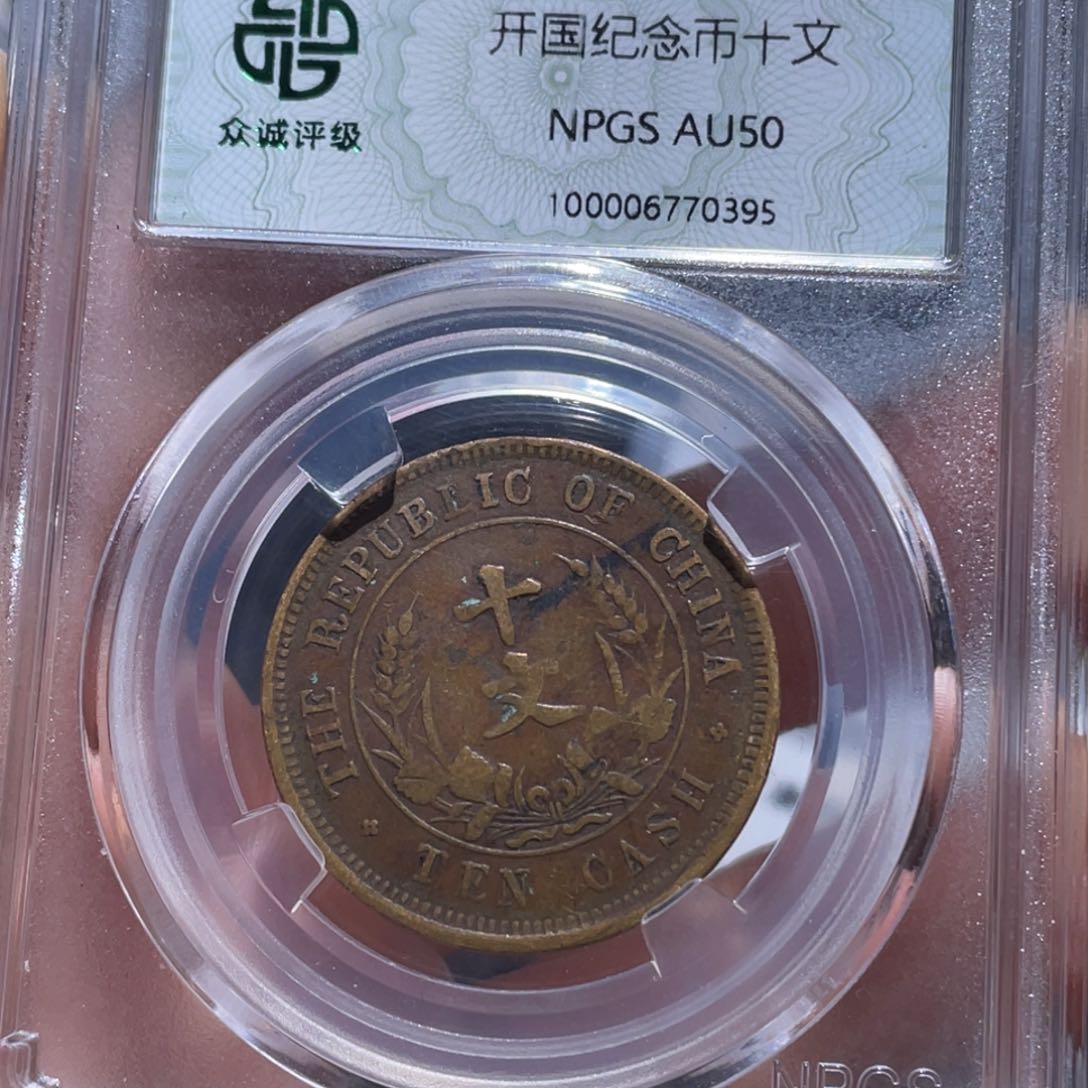 开国纪念币十文
众诚评级
NPGS AU50
100006770395
THE REPUBLIC OF CHINA
十
文
TEN CASH
NPGS